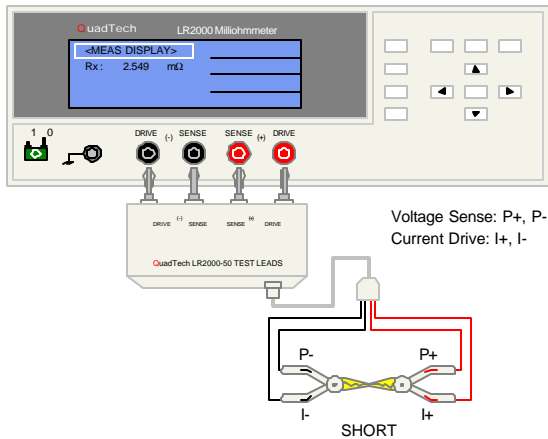 QuadTech
LR2000 Milliohmmeter
<MEAS DISPLAY>
Rx : 2.549 mΩ
1 0
DRIVE (-) SENSE SENSE (+) DRIVE
(-) (+)
DRIVE SENSE SENSE DRIVE
QuadTech LR2000-50 TEST LEADS
Voltage Sense: P+, P-
Current Drive: I+, I-
P- P+
I- I+
SHORT